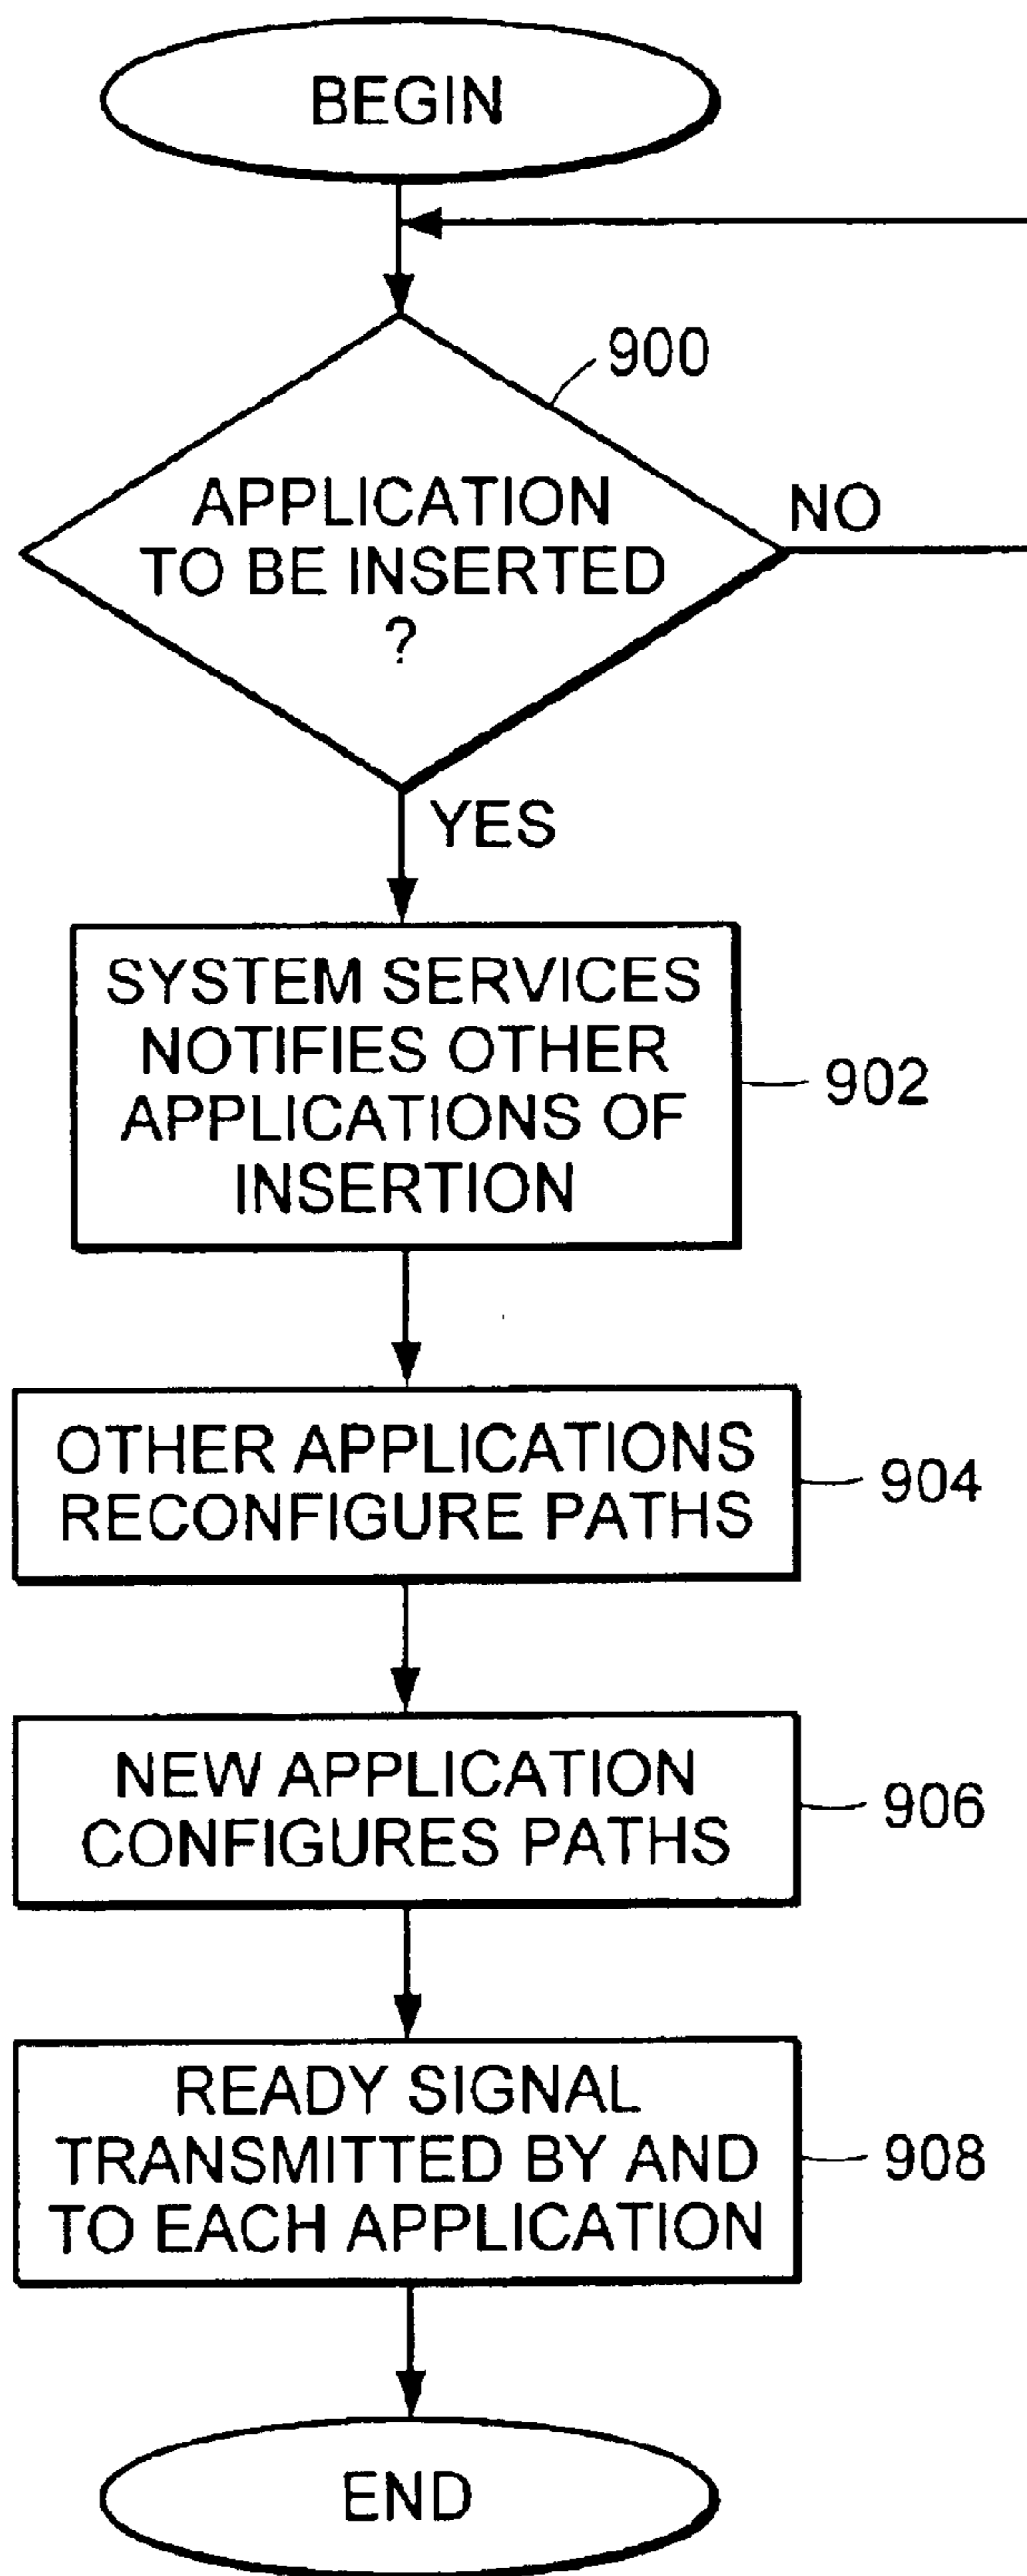 BEGIN
900
APPLICATION
TO BE INSERTED
?
NO
YES
SYSTEM SERVICES
NOTIFIES OTHER
APPLICATIONS OF
INSERTION
902
OTHER APPLICATIONS
RECONFIGURE PATHS
904
NEW APPLICATION
CONFIGURES PATHS
906
READY SIGNAL
TRANSMITTED BY AND
TO EACH APPLICATION
908
END